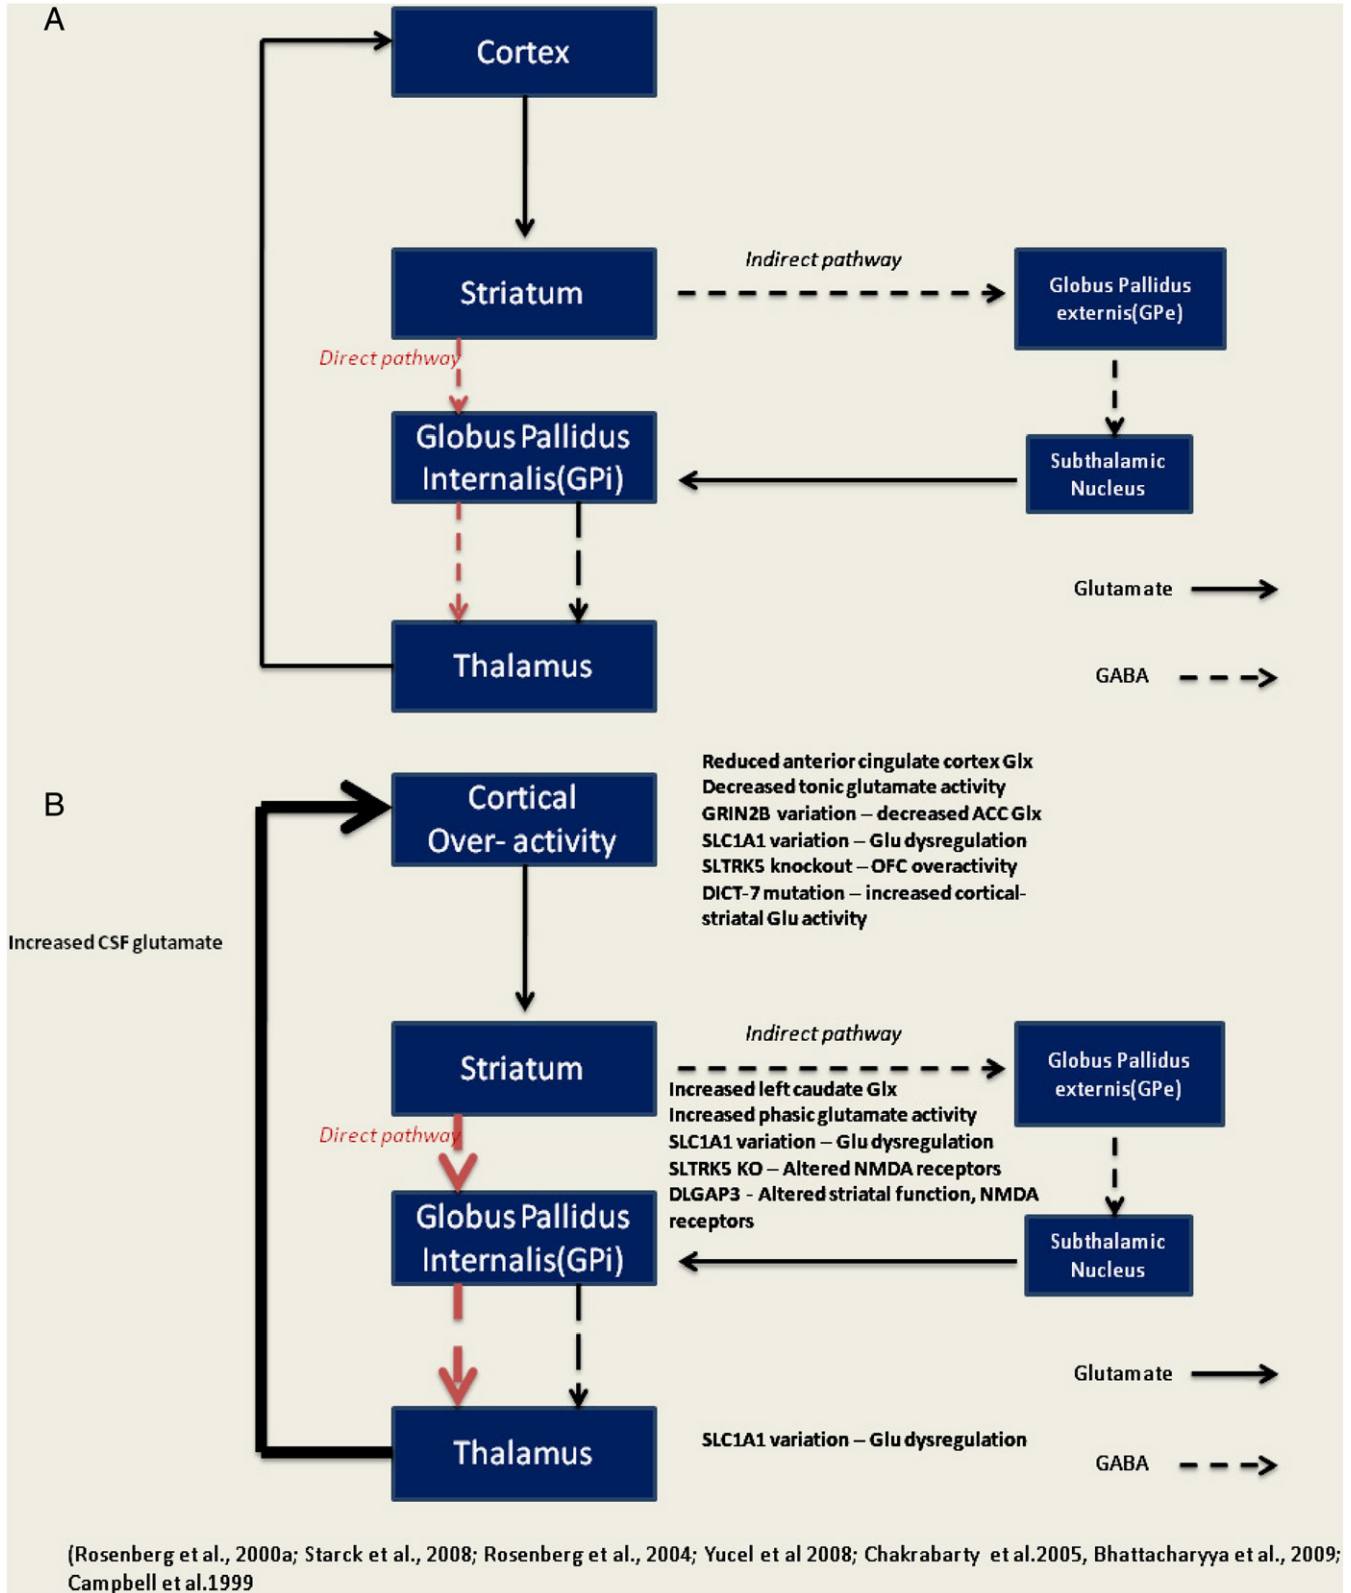 A
Cortex
Striatum
Indirect pathway
Globus Pallidus
externis(GPe)
Direct pathway
Globus Pallidus
Internalis(GPi)
Subthalamic
Nucleus
Glutamate
Thalamus
GABA
B
Cortical
Over- activity
Reduced anterior cingulate cortex Glx
Decreased tonic glutamate activity
GRIN2B variation – decreased ACC Glx
SLC1A1 variation – Glu dysregulation
SLTRK5 knockout – OFC overactivity
DICT-7 mutation – increased cortical-
striatal Glu activity
Increased CSF glutamate
Striatum
Indirect pathway
Globus Pallidus
externis(GPe)
Increased left caudate Glx
Increased phasic glutamate activity
SLC1A1 variation – Glu dysregulation
SLTRK5 KO – Altered NMDA receptors
DLGAP3 - Altered striatal function, NMDA
receptors
Direct pathway
Globus Pallidus
Internalis(GPi)
Subthalamic
Nucleus
Glutamate
Thalamus
SLC1A1 variation – Glu dysregulation
GABA
(Rosenberg et al., 2000a; Starck et al., 2008; Rosenberg et al., 2004; Yucel et al 2008; Chakrabarty et al.2005, Bhattacharyya et al., 2009;
Campbell et al.1999